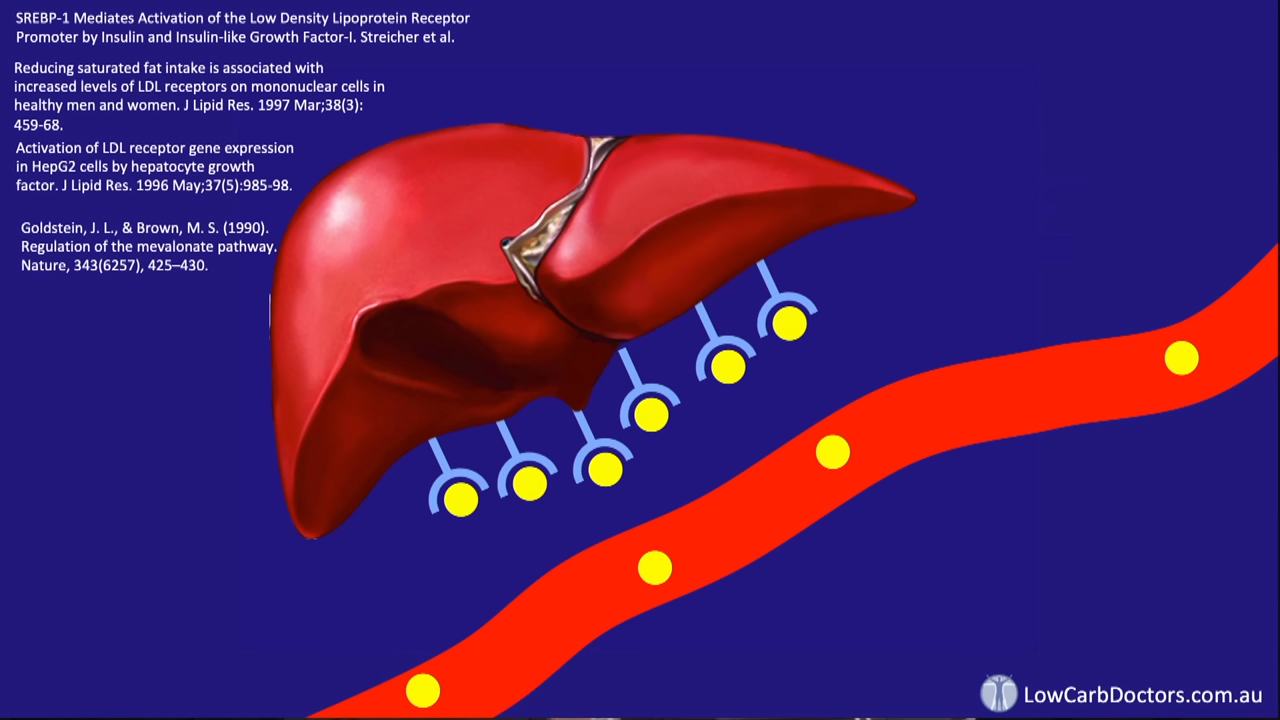 SREBP-1 Mediates Activation of the Low Density Lipoprotein Receptor
Promoter by Insulin and Insulin-like Growth Factor-I. Streicher et al.
Reducing saturated fat intake is associated with
increased levels of LDL receptors on mononuclear cells in
healthy men and women. J Lipid Res. 1997 Mar;38(3):
459-68.
Activation of LDL receptor gene expression
in HepG2 cells by hepatocyte growth
factor. J Lipid Res. 1996 May;37(5):985-98.
Goldstein, J. L., & Brown, M. S. (1990).
Regulation of the mevalonate pathway.
Nature, 343(6257), 425–430.
LowCarbDoctors.com.au